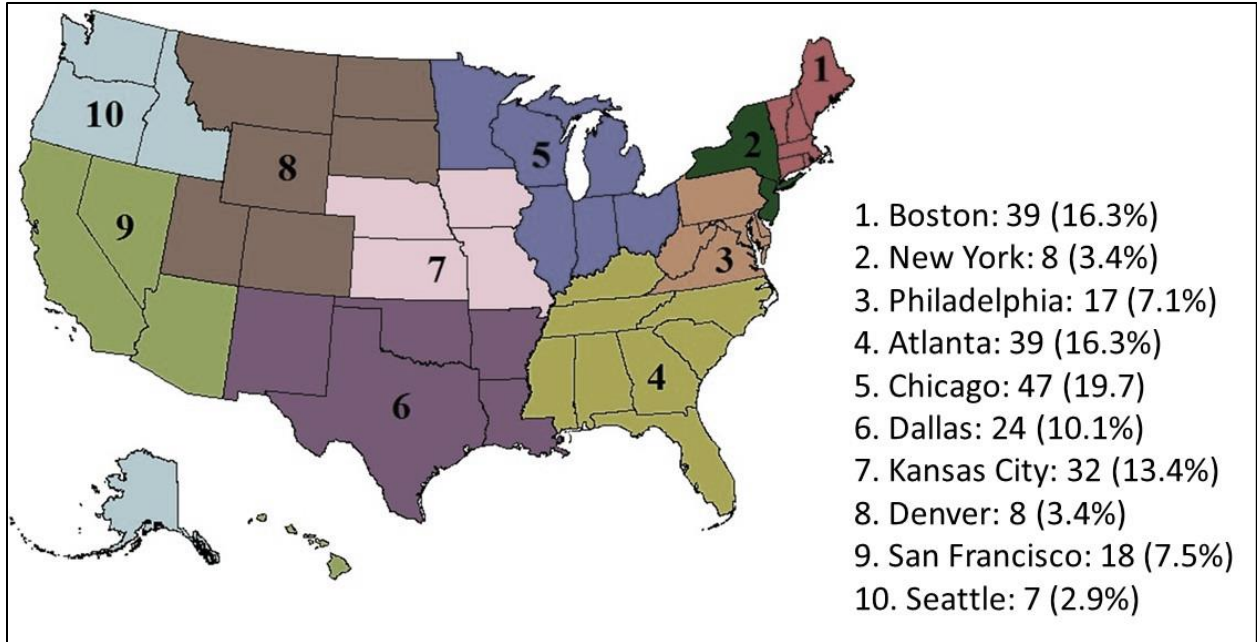 1
10
2
5
8
9
3
7
4
6
1. Boston: 39 (16.3%)
2. New York: 8 (3.4%)
3. Philadelphia: 17 (7.1%)
4. Atlanta: 39 (16.3%)
5. Chicago: 47 (19.7)
6. Dallas: 24 (10.1%)
7. Kansas City: 32 (13.4%)
8. Denver: 8 (3.4%)
9. San Francisco: 18 (7.5%)
10. Seattle: 7 (2.9%)